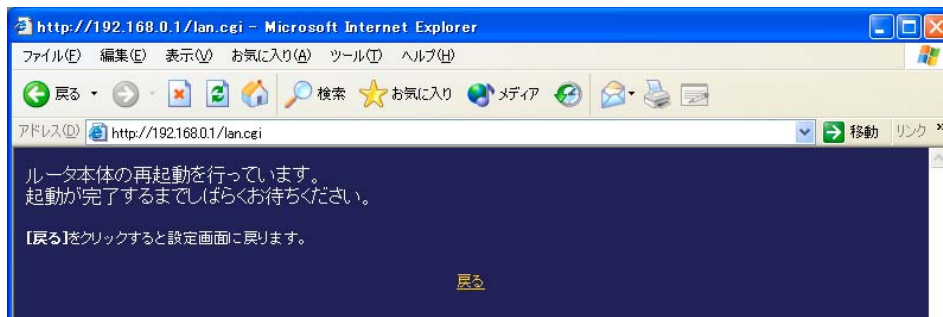 http://192.168.0.1/lan.cgi - Microsoft Internet Explorer
ファイル(F) 編集(E) 表示(V) お気に入り(A) ツール(T) ヘルプ(H)
戻る 検索 お気に入り メディア
アドレス(D) http://192.168.0.1/lan.cgi 移動 リンク »
ルータ本体の再起動を行っています。
起動が完了するまでしばらくお待ちください。
[戻る]をクリックすると設定画面に戻ります。
戻る